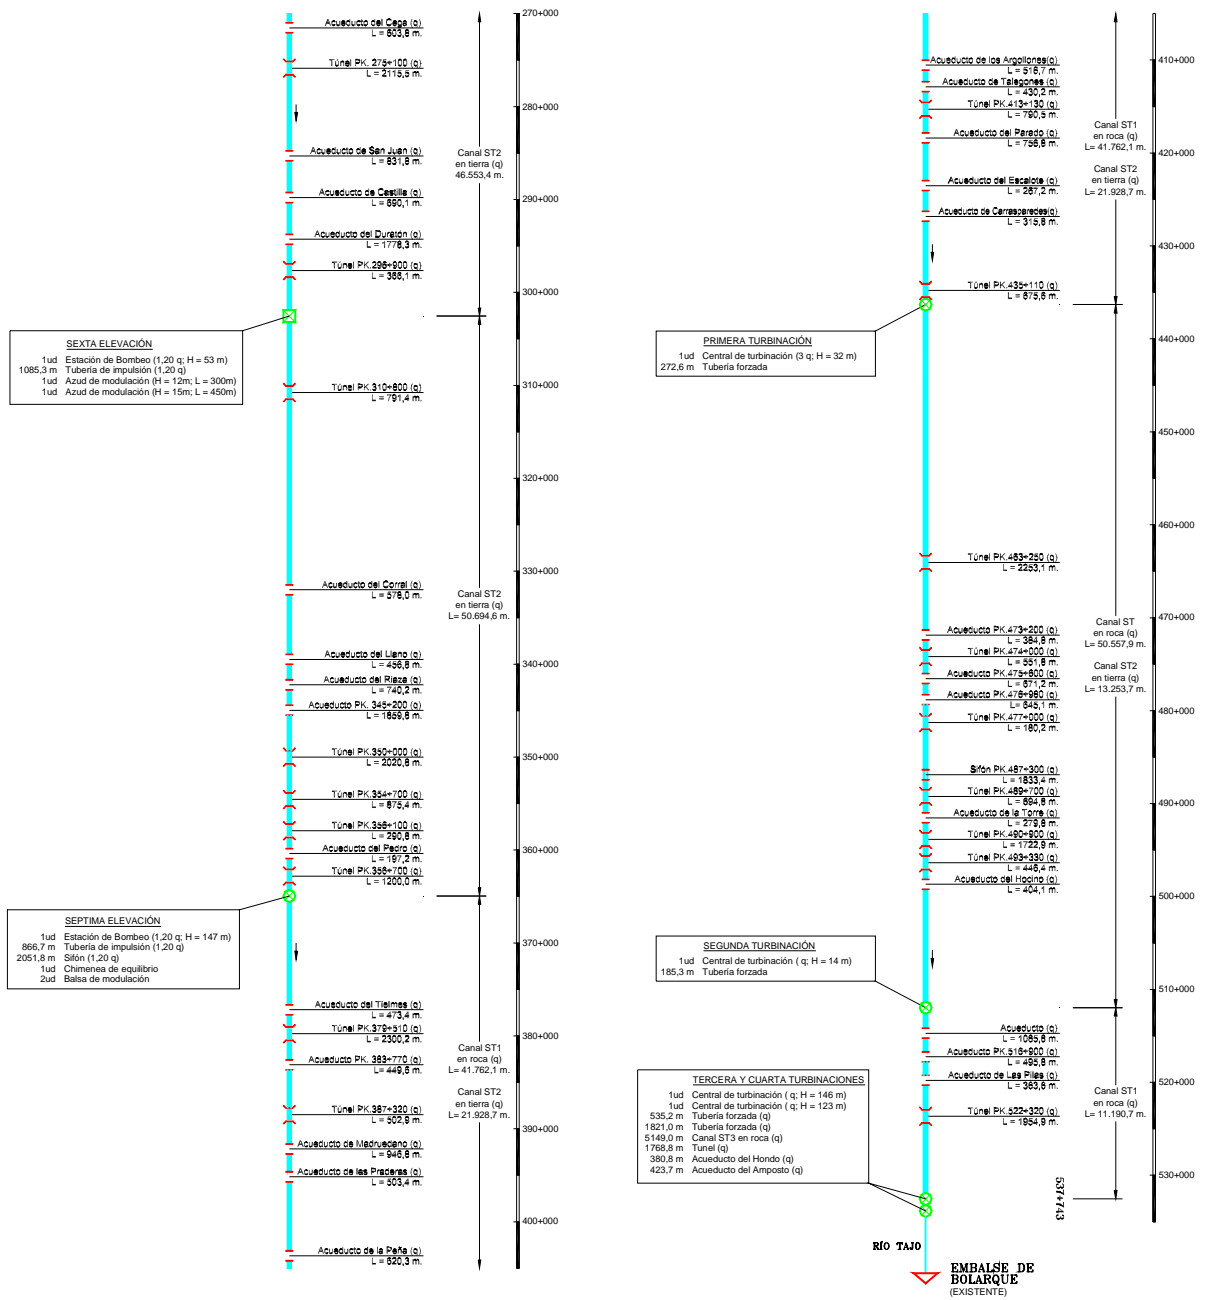 Acueducto del Cega (q)
L = 603,8 m.
Túnel PK. 275+100 (q)
L = 2115,5 m.
Acueducto de San Juan (q)
L = 831,8 m.
Acueducto de Castilla (q)
L = 690,1 m.
Acueducto del Duratón (q)
L = 1778,3 m.
Túnel PK.296+900 (q)
L = 366,1 m.
SEXTA ELEVACIÓN
1ud Estación de Bombeo (1,20 q; H = 53 m)
1085,3 m Tubería de impulsión (1,20 q)
1ud Azud de modulación (H = 12m; L = 300m)
1ud Azud de modulación (H = 15m; L = 450m)
Túnel PK.310+800 (q)
L = 791,4 m.
Acueducto del Corral (q)
L = 578,0 m.
Acueducto del Llano (q)
L = 456,8 m.
Acueducto del Riaza (q)
L = 740,2 m.
Acueducto PK. 345+200 (q)
L = 1659,8 m.
Túnel PK.350+000 (q)
L = 2020,8 m.
Túnel PK.354+700 (q)
L = 875,4 m.
Túnel PK.356+100 (q)
L = 290,8 m.
Acueducto del Pedro (q)
L = 197,2 m.
Túnel PK.358+700 (q)
L = 1200,0 m.
SEPTIMA ELEVACIÓN
1ud Estación de Bombeo (1,20 q; H = 147 m)
866,7 m Tubería de impulsión (1,20 q)
2051,8 m Sifón (1,20 q)
1ud Chimenea de equilibrio
2ud Balsa de modulación
Acueducto del Tielmes (q)
L = 473,4 m.
Túnel PK.379+510 (q)
L = 2300,2 m.
Acueducto PK. 383+770 (q)
L = 449,6 m.
Túnel PK.387+320 (q)
L = 502,9 m.
Acueducto de Madruedano (q)
L = 946,8 m.
Acueducto de las Praderas (q)
L = 503,4 m.
Acueducto de la Peña (q)
L = 620,3 m.
Canal ST2
en tierra (q)
46.553,4 m.
Canal ST2
en tierra (q)
L= 50.694,6 m.
Canal ST1
en roca (q)
L= 41.762,1 m.
Canal ST2
en tierra (q)
L= 21.928,7 m.
270+000
280+000
290+000
300+000
310+000
320+000
330+000
340+000
350+000
360+000
370+000
380+000
390+000
400+000
Acueducto de los Argollones(q)
L = 516,7 m.
Acueducto de Talegones (q)
L = 430,2 m.
Túnel PK.413+130 (q)
L = 790,5 m.
Acueducto del Parado (q)
L = 756,8 m.
Acueducto del Escalote (q)
L = 267,2 m.
Acueducto de Carrasparedes(q)
L = 315,8 m.
Túnel PK.435+110 (q)
L = 675,6 m.
PRIMERA TURBINACIÓN
1ud Central de turbinación (3 q; H = 32 m)
272,6 m Tubería forzada
Túnel PK.463+250 (q)
L = 2253,1 m.
Acueducto PK.473+200 (q)
L = 384,8 m.
Túnel PK.474+000 (q)
L = 551,8 m.
Acueducto PK.475+600 (q)
L = 671,2 m.
Acueducto PK.476+960 (q)
L = 645,1 m.
Túnel PK.477+000 (q)
L = 180,2 m.
Sifón PK.487+300 (q)
L = 1833,4 m.
Túnel PK.489+700 (q)
L = 694,8 m.
Acueducto de la Torre (q)
L = 279,8 m.
Túnel PK.490+900 (q)
L = 1722,9 m.
Túnel PK.493+330 (q)
L = 446,4 m.
Acueducto del Hocino (q)
L = 404,1 m.
SEGUNDA TURBINACIÓN
1ud Central de turbinación ( q; H = 14 m)
185,3 m Tubería forzada
Acueducto (q)
L = 1065,8 m.
Acueducto PK.516+900 (q)
L = 495,8 m.
Acueducto de Las Pilas (q)
L = 363,6 m.
Túnel PK.522+320 (q)
L = 1954,9 m.
TERCERA Y CUARTA TURBINACIONES
1ud Central de turbinación ( q; H = 146 m)
1ud Central de turbinación ( q; H = 123 m)
535,2 m Tubería forzada (q)
1821,0 m Tubería forzada (q)
5149,0 m Canal ST3 en roca (q)
1768,8 m Tunel (q)
380,8 m Acueducto del Hondo (q)
423,7 m Acueducto del Amposto (q)
Canal ST1
en roca (q)
L= 41.762,1 m.
Canal ST2
en tierra (q)
L= 21.928,7 m.
Canal ST
en roca (q)
L= 50.557,9 m.
Canal ST2
en tierra (q)
L= 13.253,7 m.
Canal ST1
en roca (q)
L= 11.190,7 m.
410+000
420+000
430+000
440+000
450+000
460+000
470+000
480+000
490+000
500+000
510+000
520+000
530+000
537+743
RÍO TAJO
EMBALSE DE
BOLARQUE
(EXISTENTE)